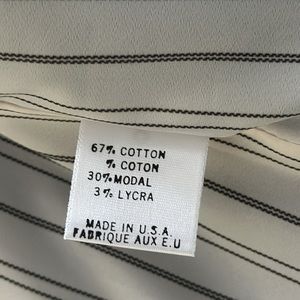 67% COTTON
% COTON
30% MODAL
3% LYCRA
MADE IN U.S.A.
FABRIQUE AUX E.U